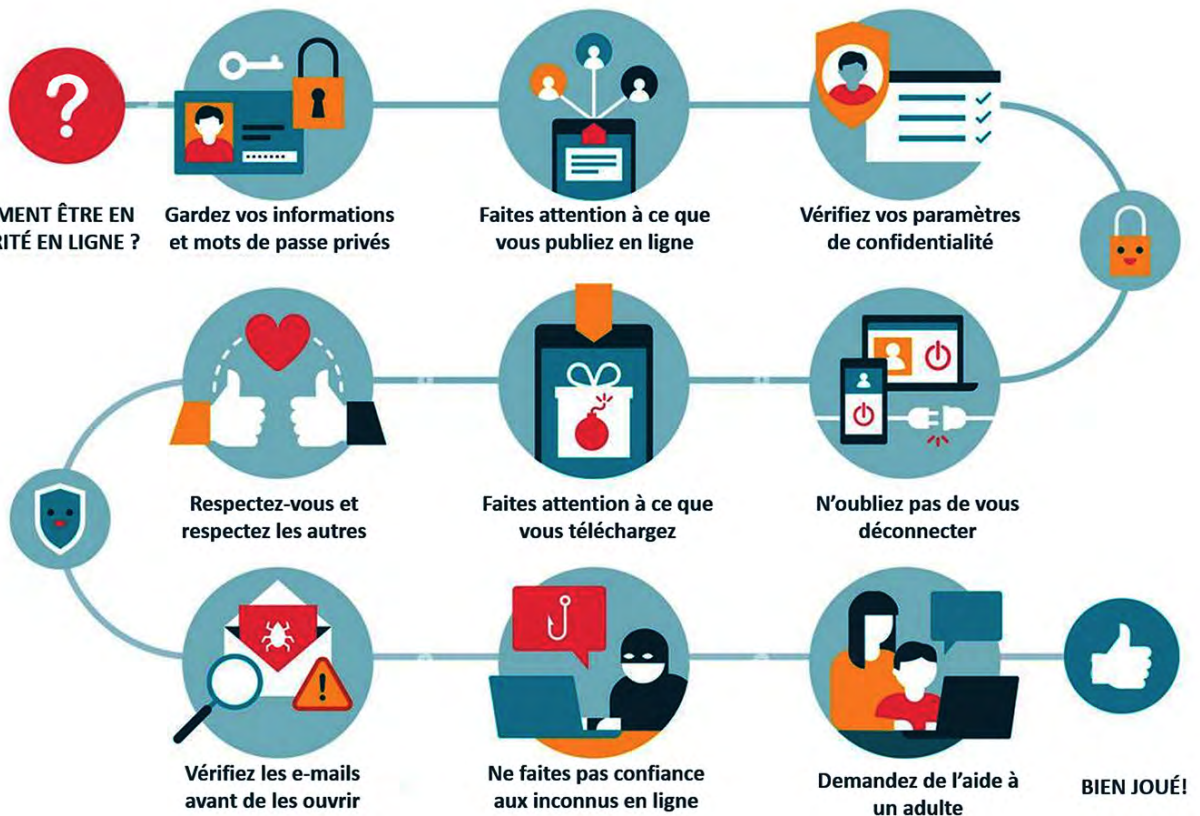 MENT ÊTRE EN
RITÉ EN LIGNE ?
Gardez vos informations
et mots de passe privés
Faites attention à ce que
vous publiez en ligne
Vérifiez vos paramètres
de confidentialité
Respectez-vous et
respectez les autres
Faites attention à ce que
vous téléchargez
N'oubliez pas de vous
déconnecter
Vérifiez les e-mails
avant de les ouvrir
Ne faites pas confiance
aux inconnus en ligne
Demandez de l'aide à
un adulte
BIEN JOUÉ!